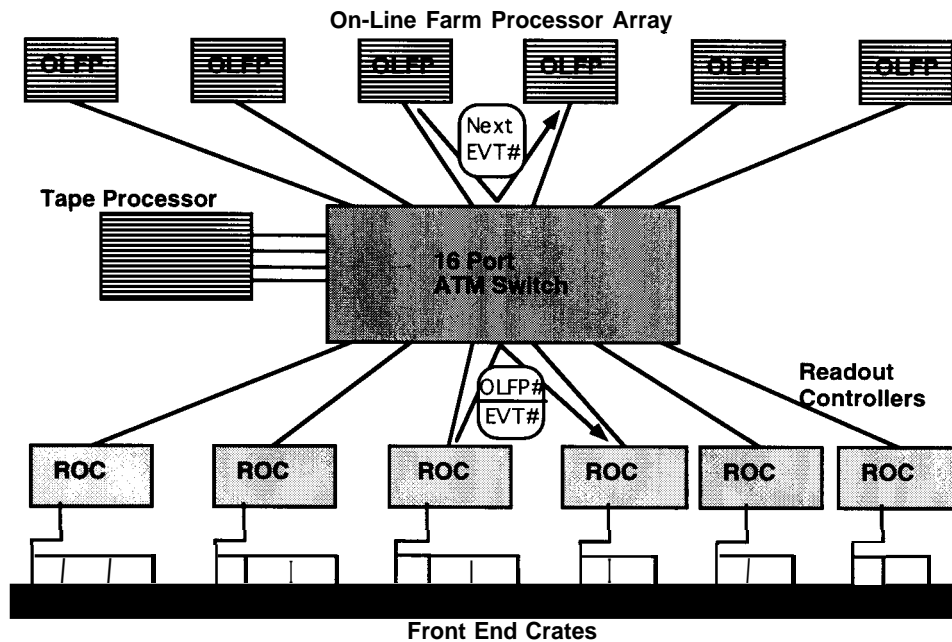 On-Line Farm Processor Array
OLFP OLFP OLFP OLFP OLFP OLFP
Next
EVT#
Tape Processor
16 Port
ATM Switch
OLFP#
EVT#
Readout
Controllers
ROC ROC ROC ROC ROC ROC
Front End Crates